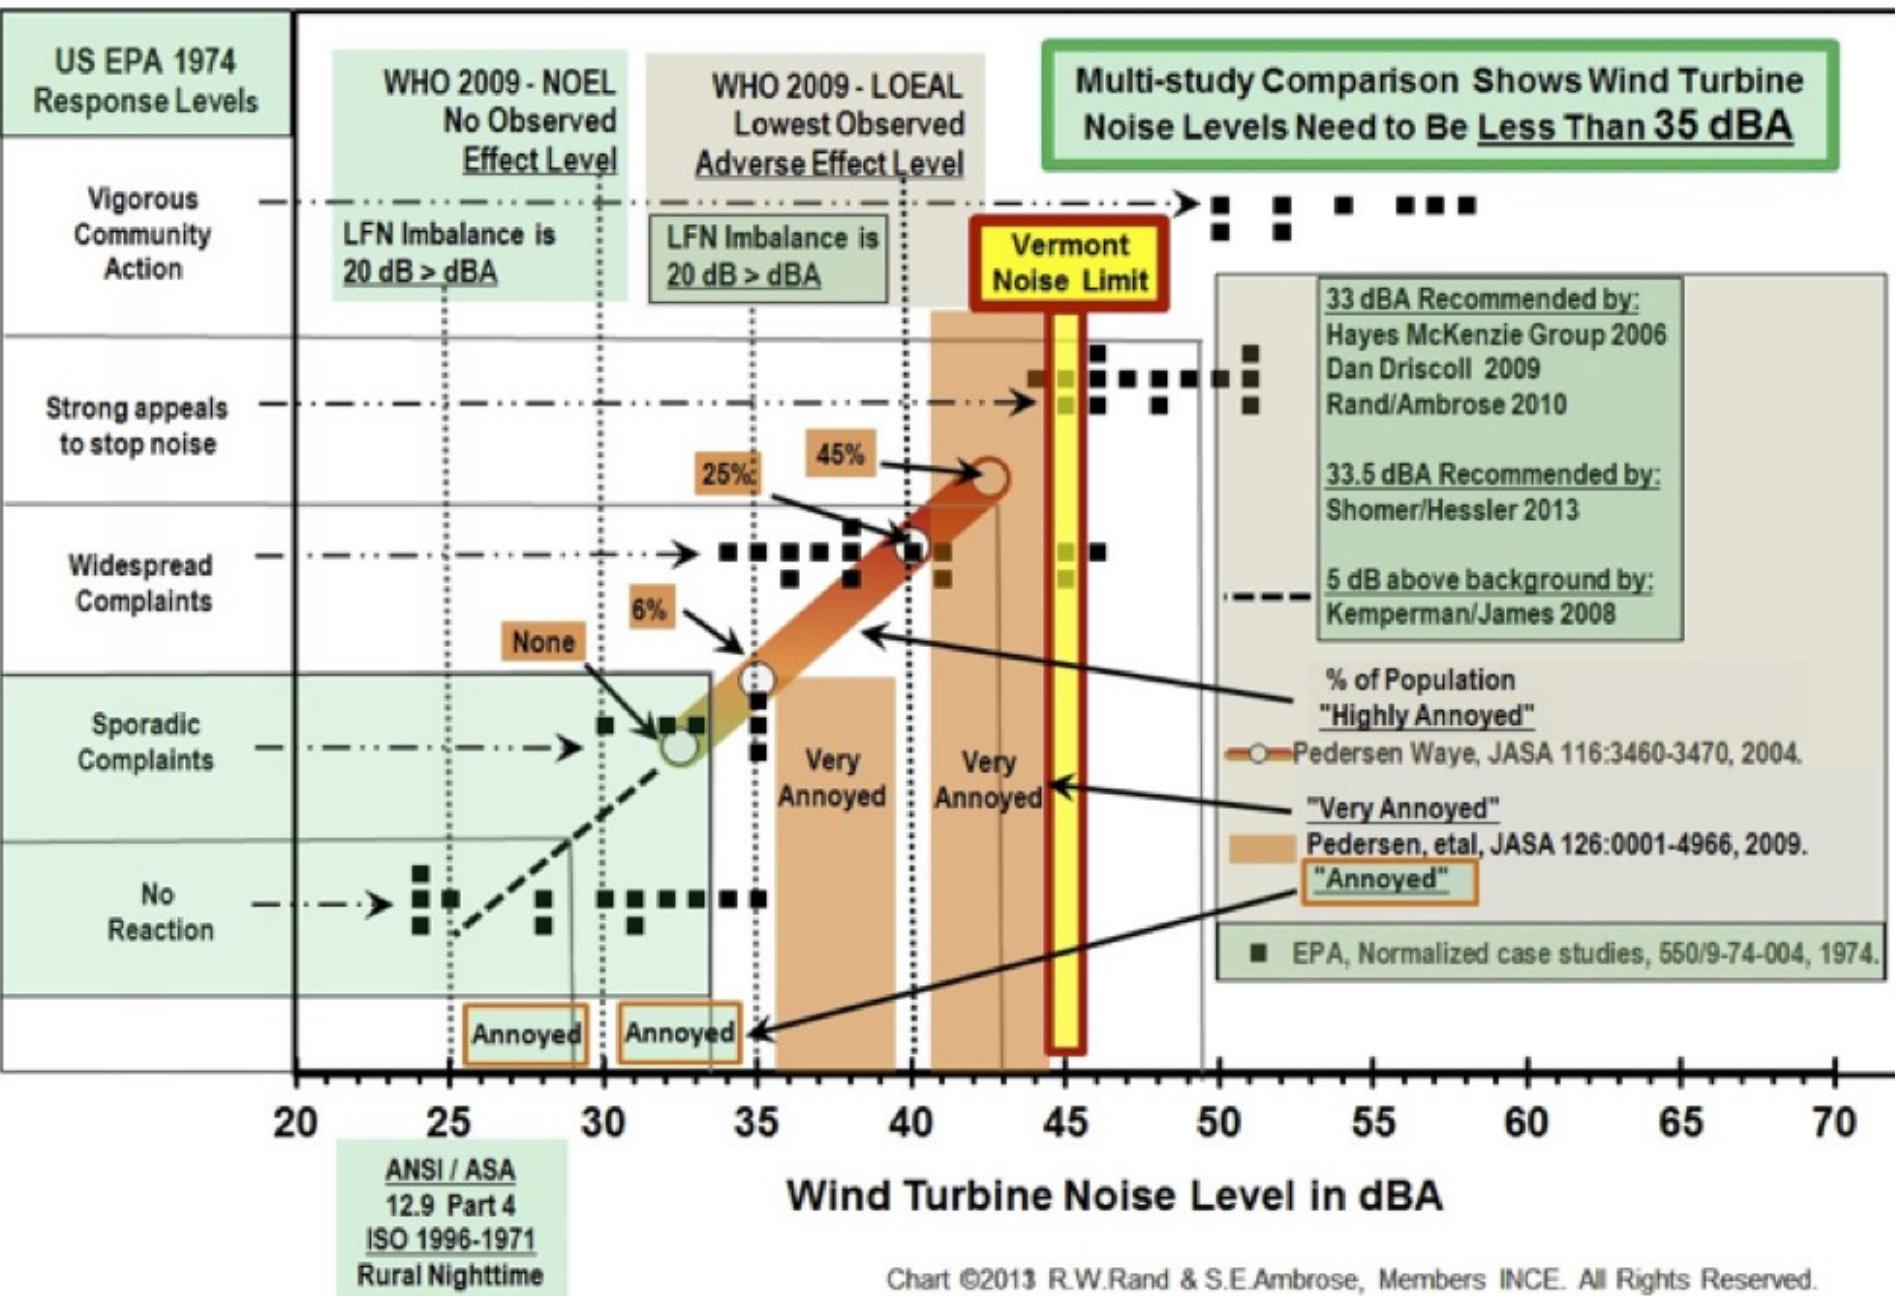 US EPA 1974
Response Levels
WHO 2009 - NOEL
No Observed
Effect Level
LFN Imbalance is
20 dB > dBA
WHO 2009 - LOEAL
Lowest Observed
Adverse Effect Level
LFN Imbalance is
20 dB > dBA
Multi-study Comparison Shows Wind Turbine
Noise Levels Need to Be Less Than 35 dBA
Vermont
Noise Limit
Vigorous
Community
Action
Strong appeals
to stop noise
Widespread
Complaints
Sporadic
Complaints
No
Reaction
45%
25%
6%
None
Very
Annoyed
Very
Annoyed
Annoyed
Annoyed
33 dBA Recommended by:
Hayes McKenzie Group 2006
Dan Driscoll 2009
Rand/Ambrose 2010
33.5 dBA Recommended by:
Shomer/Hessler 2013
5 dB above background by:
Kemperman/James 2008
% of Population
"Highly Annoyed"
Pedersen Waye, JASA 116:3460-3470, 2004.
"Very Annoyed"
Pedersen, etal, JASA 126:0001-4966, 2009.
"Annoyed"
EPA, Normalized case studies, 550/9-74-004, 1974.
20 25 30 35 40 45 50 55 60 65 70
ANSI / ASA
12.9 Part 4
ISO 1996-1971
Rural Nighttime
Wind Turbine Noise Level in dBA
Chart ©2013 R.W.Rand & S.E.Ambrose, Members INCE. All Rights Reserved.